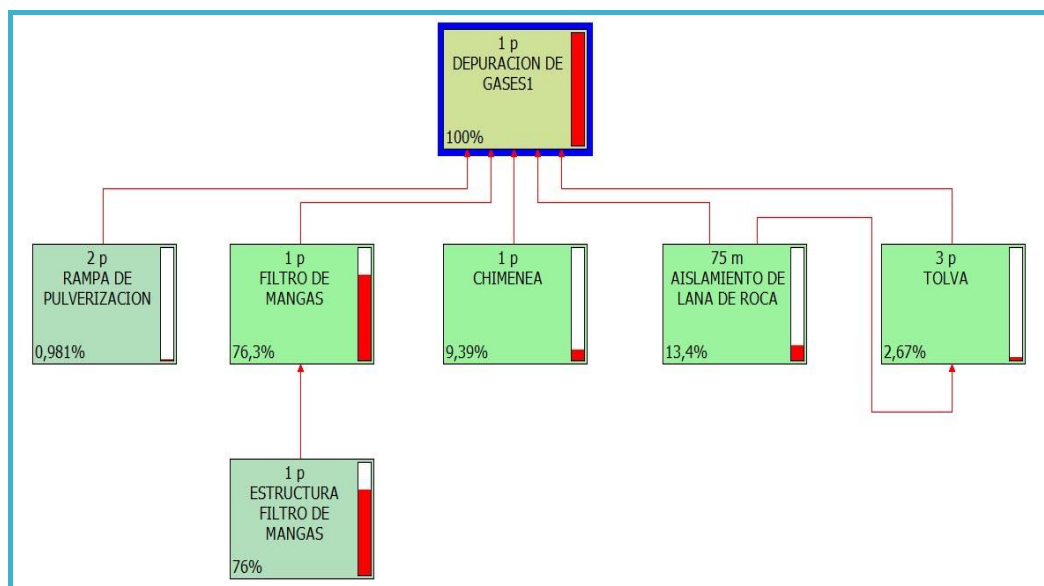 1 p
DEPURACION DE
GASES1
100%
2 p
RAMPA DE
PULVERIZACION
0,981%
1 p
FILTRO DE
MANGAS
76,3%
1 p
CHIMENEA
9,39%
75 m
AISLAMIENTO DE
LANA DE ROCA
13,4%
3 p
TOLVA
2,67%
1 p
ESTRUCTURA
FILTRO DE
MANGAS
76%